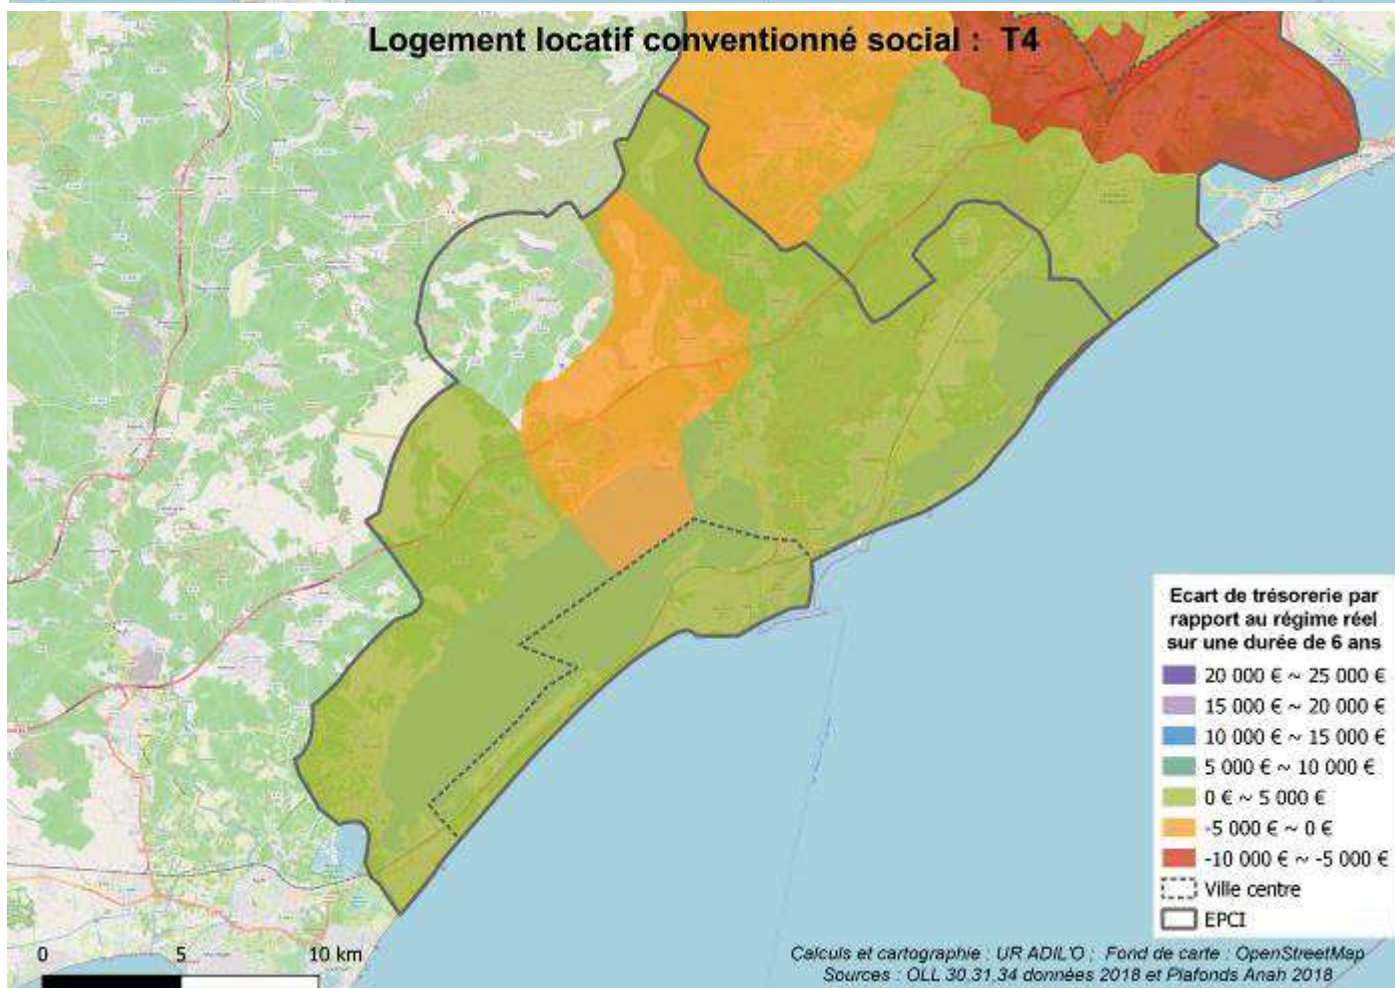 Logement locatif conventionné social : T4
Ecart de trésorerie par
rapport au régime réel
sur une durée de 6 ans
20 000 € ~ 25 000 €
15 000 € ~ 20 000 €
10 000 € ~ 15 000 €
5 000 € ~ 10 000 €
0 € ~ 5 000 €
-5 000 € ~ 0 €
-10 000 € ~ -5 000 €
Ville centre
EPCI
0 5 10 km
Calculs et cartographie : UR ADIL'O ; Fond de carte : OpenStreetMap
Sources : OLL 30,31,34 données 2018 et Plafonds Anah 2018